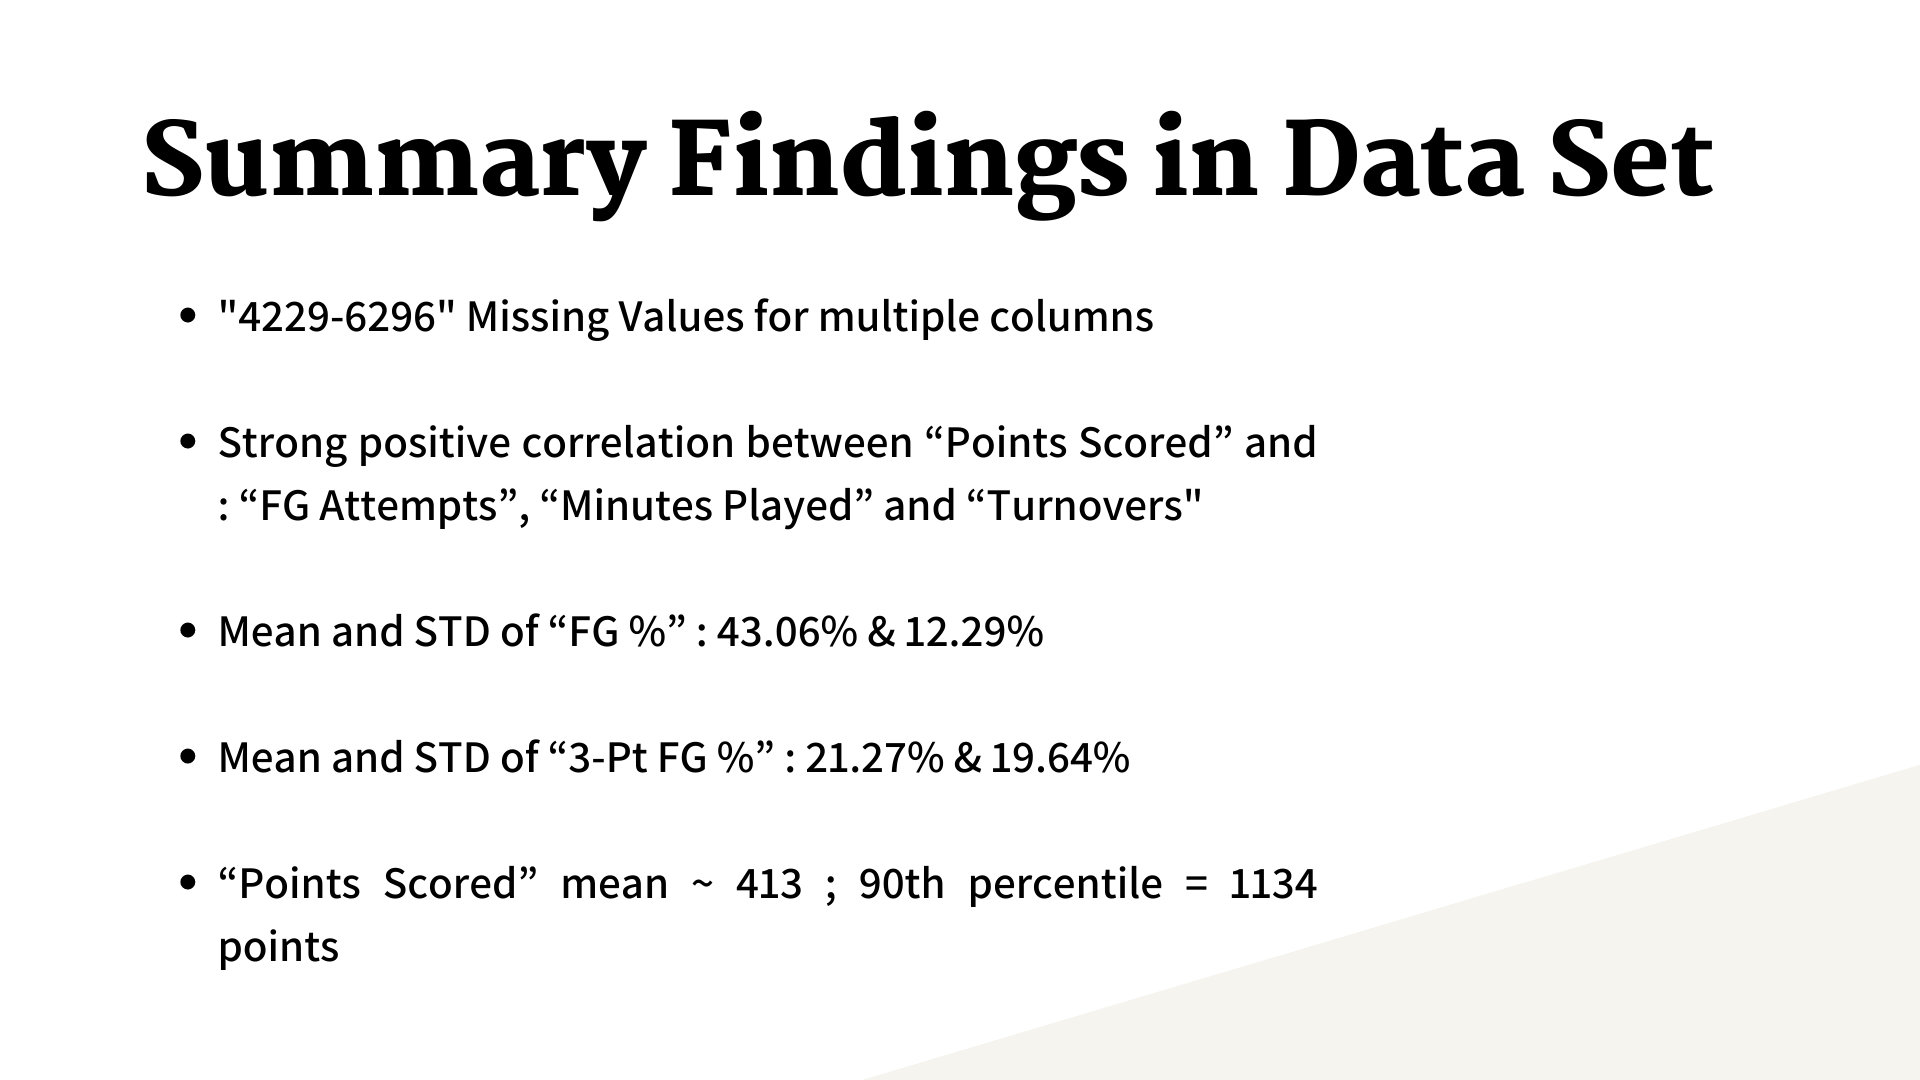 Summary Findings in Data Set
• "4229-6296" Missing Values for multiple columns
• Strong positive correlation between “Points Scored” and
: “FG Attempts”, “Minutes Played” and “Turnovers"
• Mean and STD of “FG %” : 43.06% & 12.29%
• Mean and STD of “3-Pt FG %” : 21.27% & 19.64%
• “Points Scored” mean ~ 413 ; 90th percentile = 1134
points